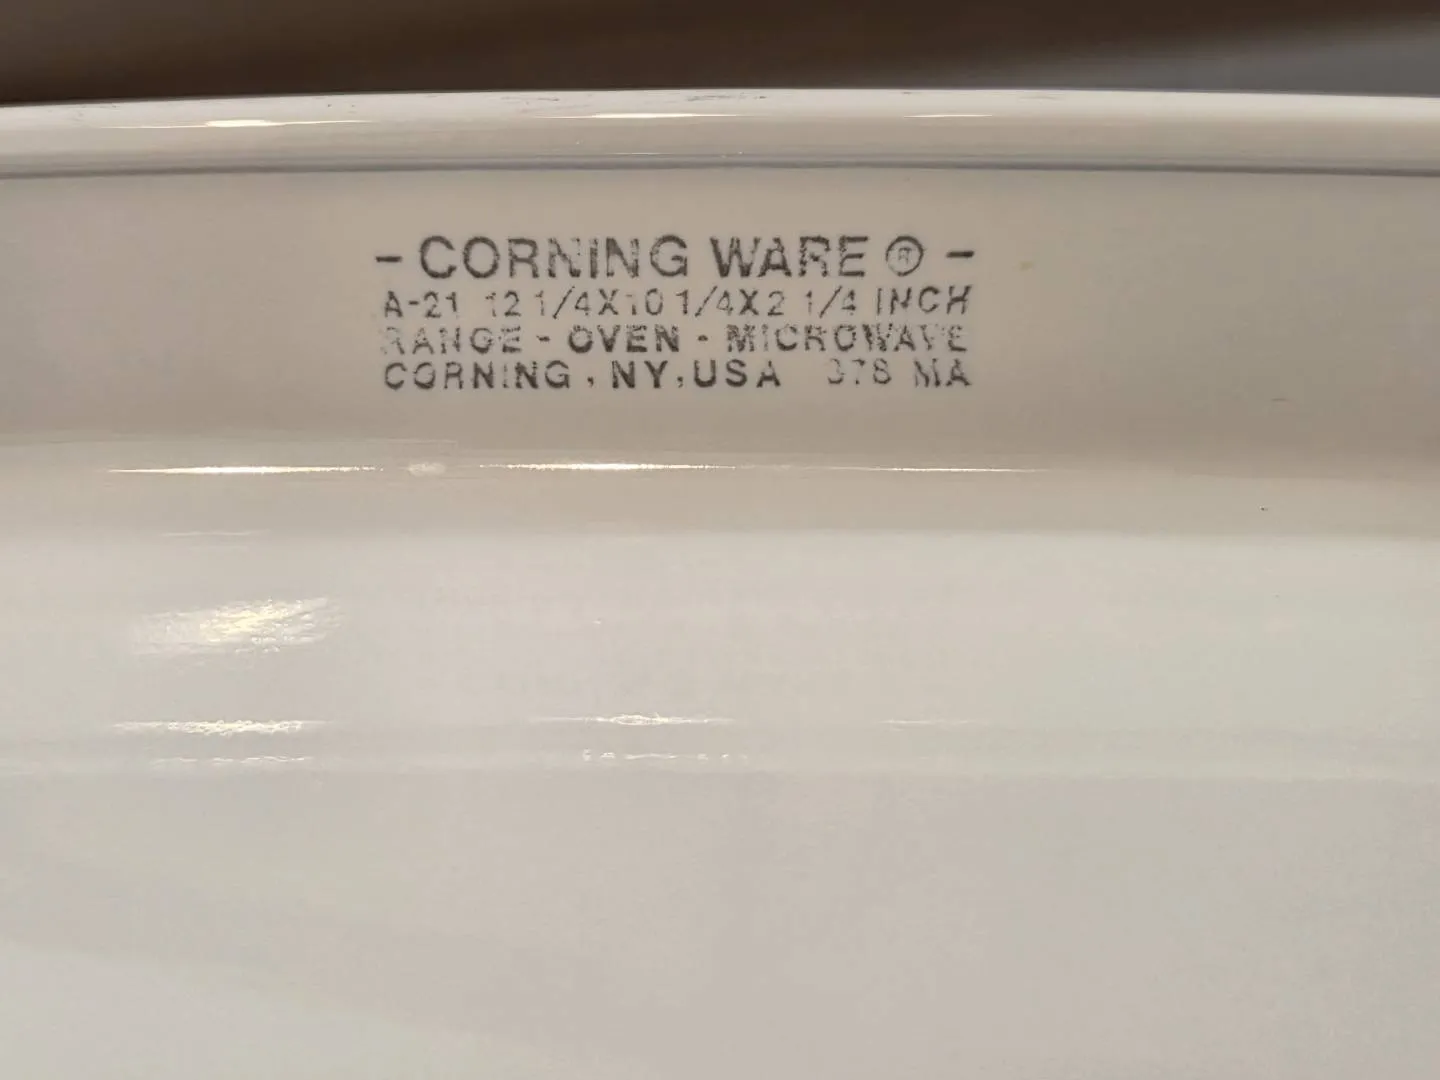 - CORNING WARE ® -
A-21 12 1/4X10 1/4X2 1/4 INCH
RANGE - OVEN - MICROWAVE
CORNING, NY, USA 378 MA